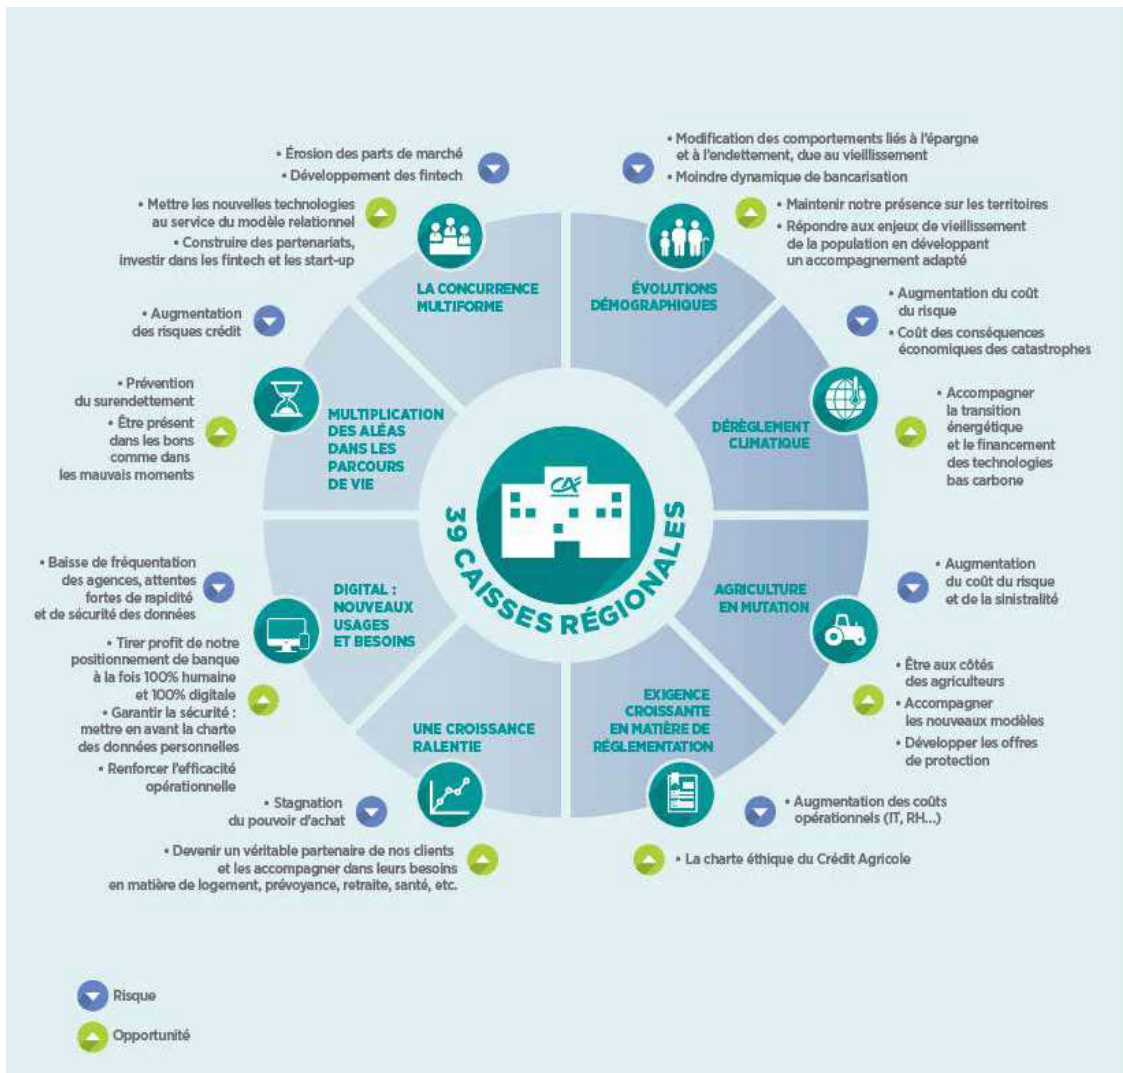 • Érosion des parts de marché
• Développement des fintech
• Mettre les nouvelles technologies
au service du modèle relationnel
• Construire des partenariats,
investir dans les fintech et les start-up
LA CONCURRENCE
MULTIFORME
• Modification des comportements liés à l'épargne
et à l'endettement, due au vieillissement
• Moindre dynamique de bancarisation
• Maintenir notre présence sur les territoires
• Répondre aux enjeux de vieillissement
de la population en développant
un accompagnement adapté
ÉVOLUTIONS
DÉMOGRAPHIQUES
• Augmentation du coût
du risque
• Coût des conséquences
économiques des catastrophes
• Accompagner
la transition
énergétique
et le financement
des technologies
bas carbone
DÉRÈGLEMENT
CLIMATIQUE
• Augmentation
du coût du risque
et de la sinistralité
• Être aux côtés
des agriculteurs
• Accompagner
les nouveaux modèles
• Développer les offres
de protection
AGRICULTURE
EN MUTATION
EXIGENCE
CROISSANTE
EN MATIÈRE DE
RÉGLEMENTATION
• Augmentation des coûts
opérationnels (IT, RH...)
• La charte éthique du Crédit Agricole
UNE CROISSANCE
RALENTIE
• Stagnation
du pouvoir d'achat
• Devenir un véritable partenaire de nos clients
et les accompagner dans leurs besoins
en matière de logement, prévoyance, retraite, santé, etc.
DIGITAL :
NOUVEAUX
USAGES
ET BESOINS
• Baisse de fréquentation
des agences, attentes
fortes de rapidité
et de sécurité des données
• Tirer profit de notre
positionnement de banque
à la fois 100% humaine
et 100% digitale
• Garantir la sécurité :
mettre en avant la charte
des données personnelles
• Renforcer l'efficacité
opérationnelle
MULTIPLICATION
DES ALÉAS
DANS LES
PARCOURS
DE VIE
• Augmentation
des risques crédit
• Prévention
du surendettement
• Être présent
dans les bons
comme dans
les mauvais moments
CA
39 CAISSES RÉGIONALES
Risque
Opportunité